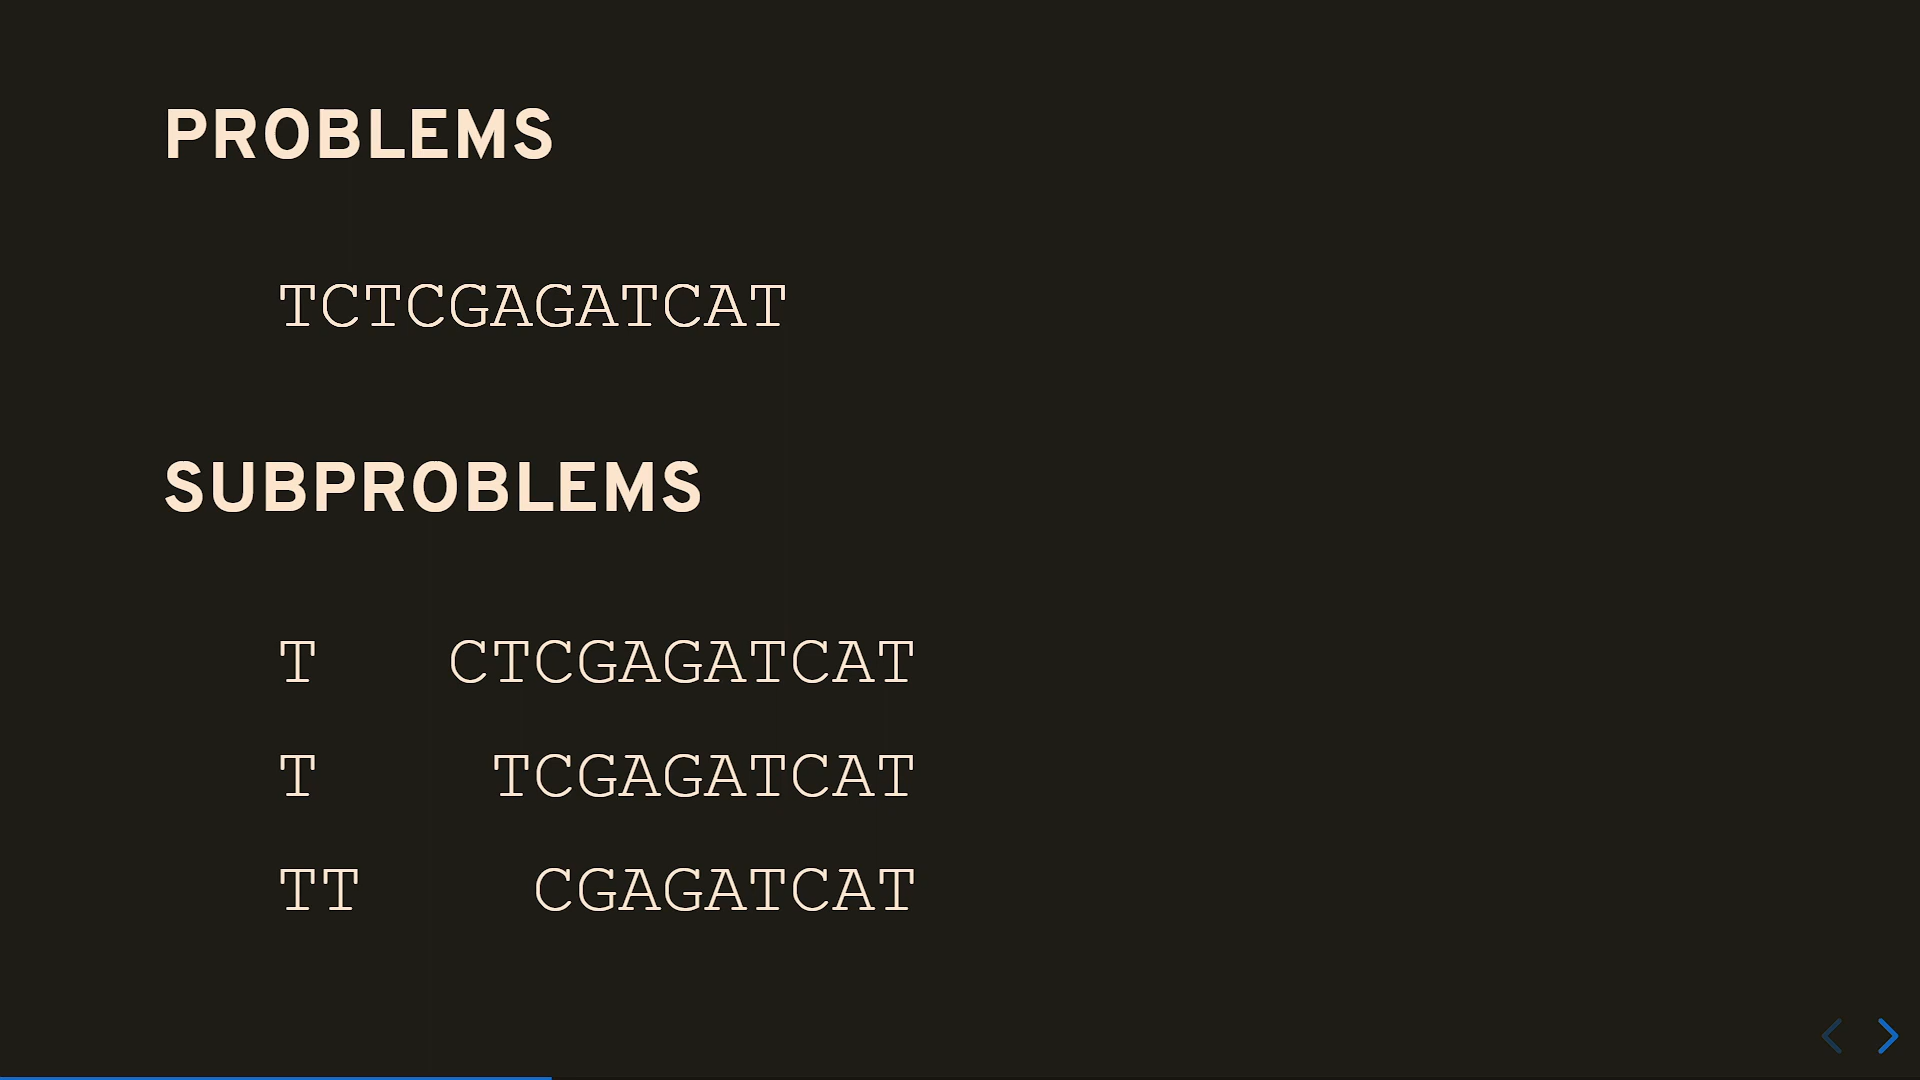 PROBLEMS
TCTCGAGATCAT
SUBPROBLEMS
T CTCGAGATCAT
T TCGAGATCAT
TT CGAGATCAT